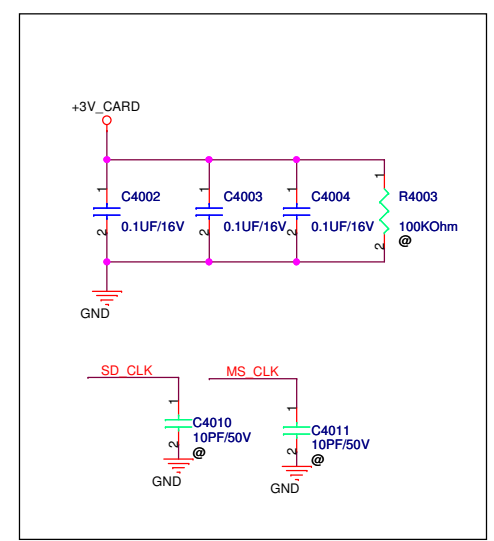 +3V_CARD
1 1 1 1
C4002 C4003 C4004 R4003
0.1UF/16V 0.1UF/16V 0.1UF/16V 100KOhm
2 2 2 2 @
GND
SD_CLK MS_CLK
1 1
C4010 C4011
10PF/50V 10PF/50V
2 @ 2 @
GND GND